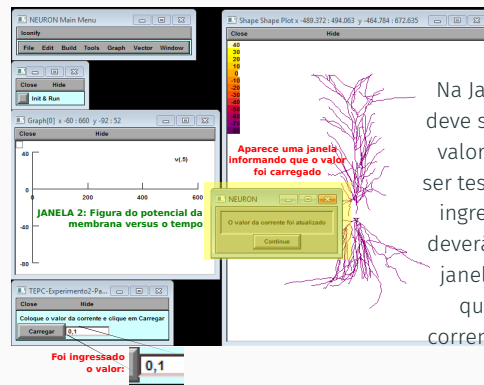 NEURON Main Menu
Iconify
File Edit Build Tools Graph Vector Window
Close Hide
Init & Run
Graph[0] x -60 : 660 y -92 : 52
Close Hide
40
v(.5)
0
0 200 400 600
-40
-80
JANELA 2: Figura do potencial da
membrana versus o tempo
TEPC-Experimento2-Pa...
Close Hide
Coloque o valor da corrente e clique em Carregar
Carregar 0,1
Foi ingressado
o valor:
0,1
Shape Shape Plot x -489.372 : 494.063 y -464.784 : 672.635
Close Hide
40
30
20
10
0
-10
-20
-30
-40
-50
-60
-70
-80
Aparece uma janela
informando que o valor
foi carregado
NEURON
O valor da corrente foi atualizado
Continue
Na Ja
deve s
valor
ser tes
ingre
deverá
janel
qu
corren